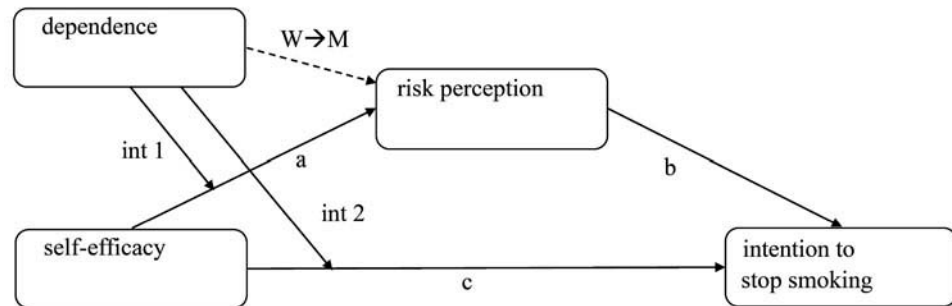 dependence
W→M
risk perception
int 1
a
b
int 2
self-efficacy
intention to
stop smoking
c